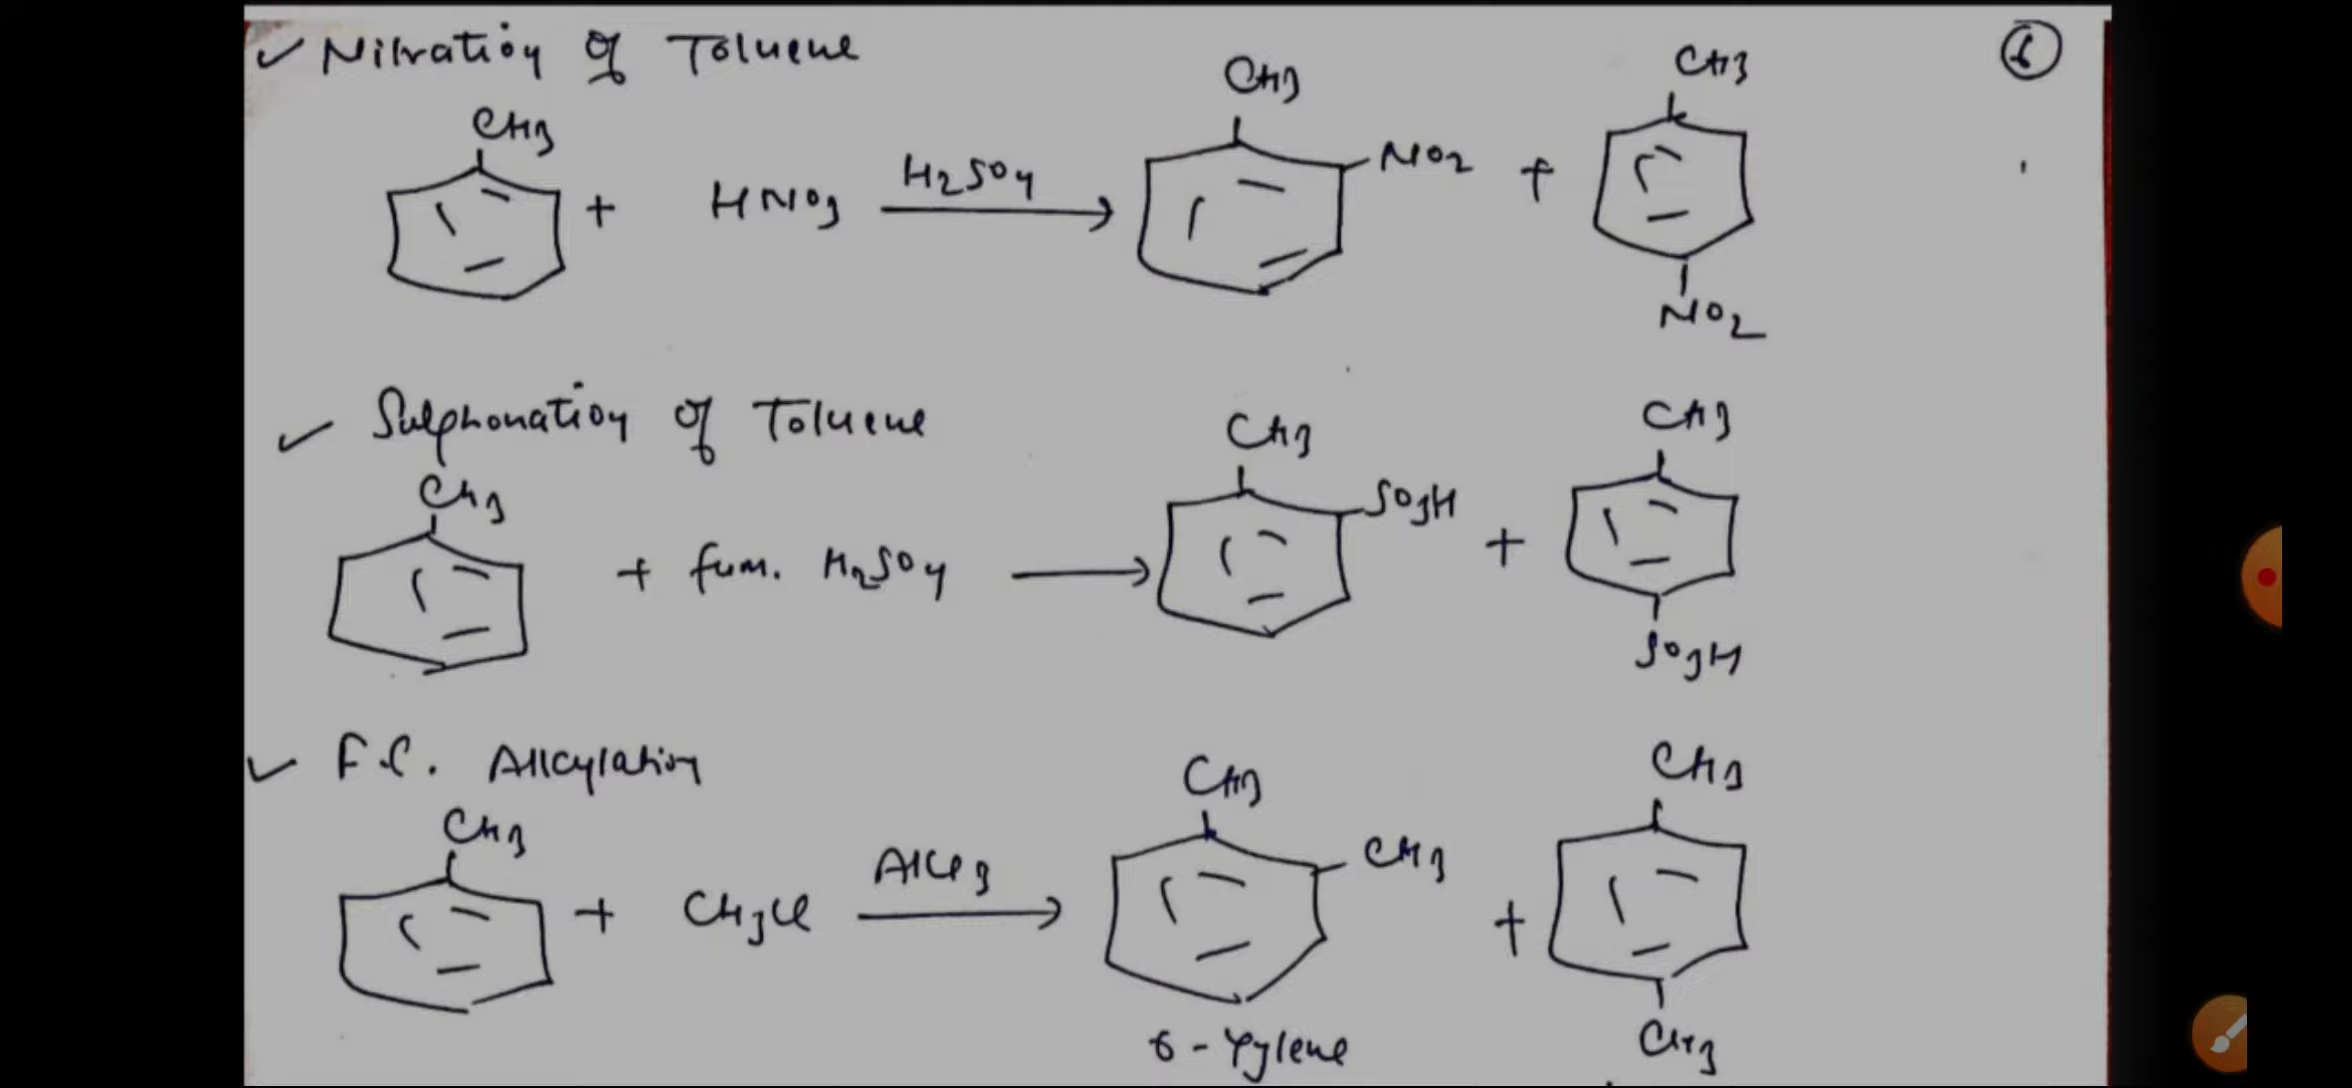 6
✓ Nitration of Toluene
CH3 + HNO3 H2SO4 → CH3 NO2 + CH3 NO2
✓ Sulphonation of Toluene
CH3 + fum. H2SO4 → CH3 SO3H + CH3 SO3H
✓ F.C. Alkylation
CH3 + CH3Cl AlCl3 → CH3 CH3 + CH3 CH3
o-xylene